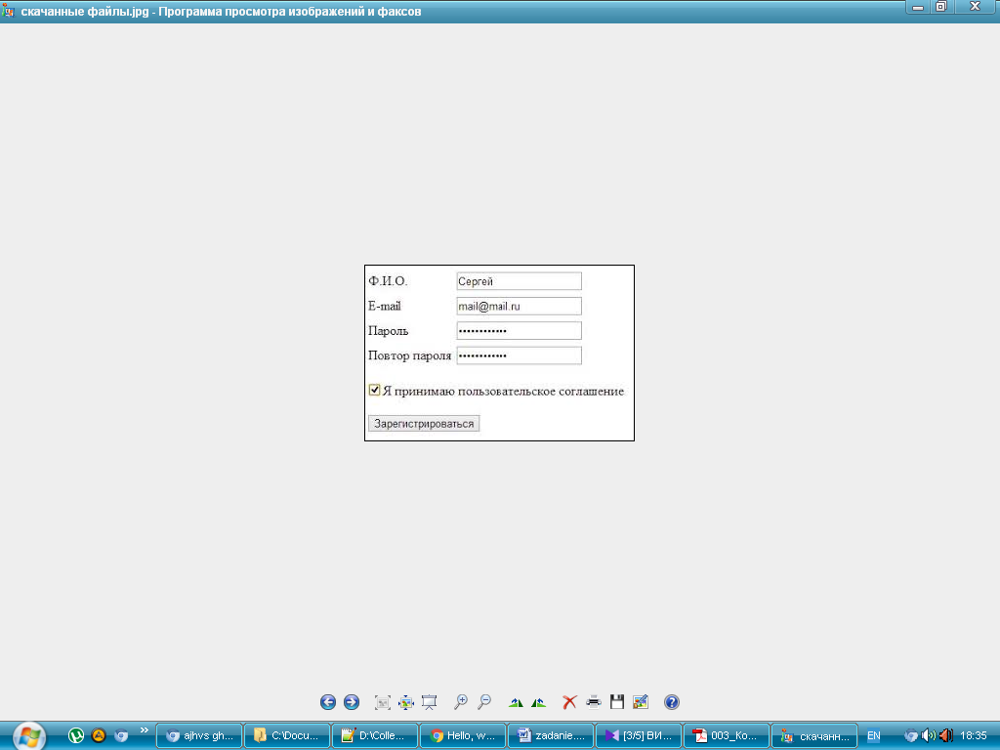 скачанные файлы.jpg - Программа просмотра изображений и факсов
Ф.И.О. Сергей
E-mail mail@mail.ru
Пароль ••••••••••••
Повтор пароля ••••••••••••
Я принимаю пользовательское соглашение
Зарегистрироваться
» ajhvs gh... C:\Docu... D:\Colle... Hello, w... zadanie.... [3/5] ВИ... 003_Ко... скачанн... EN 18:35